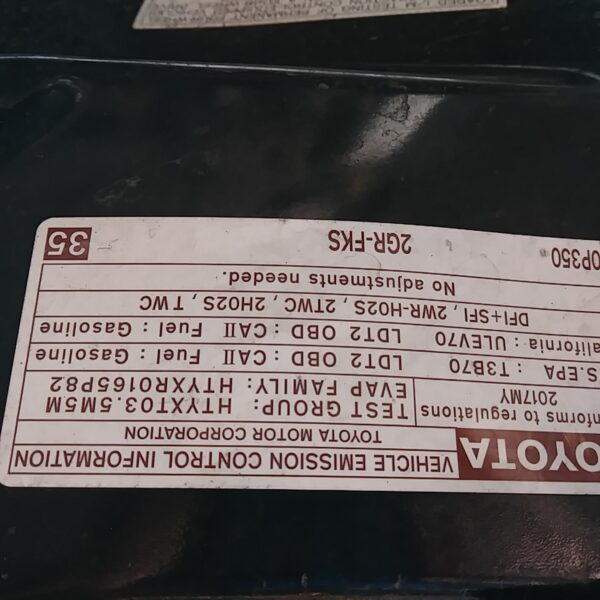 TOYOTA
VEHICLE EMISSION CONTROL INFORMATION
TOYOTA MOTOR CORPORATION
nforms to regulations
2017MY
TEST GROUP: HTYXT03.5M5M
EVAP FAMILY: HTYXR0165P82
S.EPA : T3B70 LDT2 OBD : CAII Fuel : Gasoline
alifornia : ULEV70 LDT2 OBD : CAII Fuel : Gasoline
DFI+SFI , 2WR-HO2S , 2TWC , 2HO2S , TWC
No adjustments needed.
0P350 2GR-FKS 35